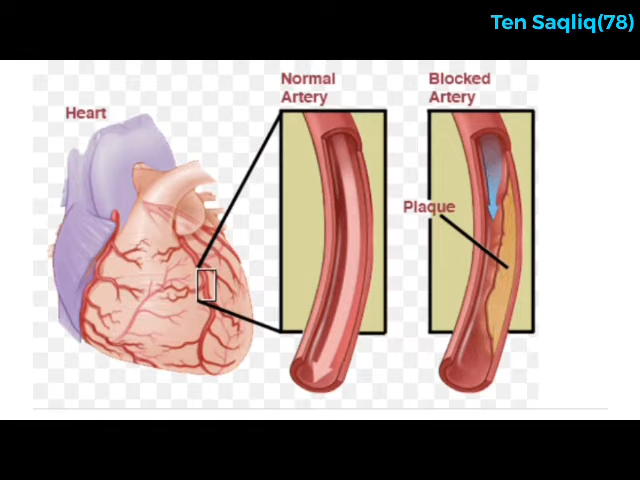 Ten Saqliq(78)
Normal
Artery
Blocked
Artery
Heart
Plaque